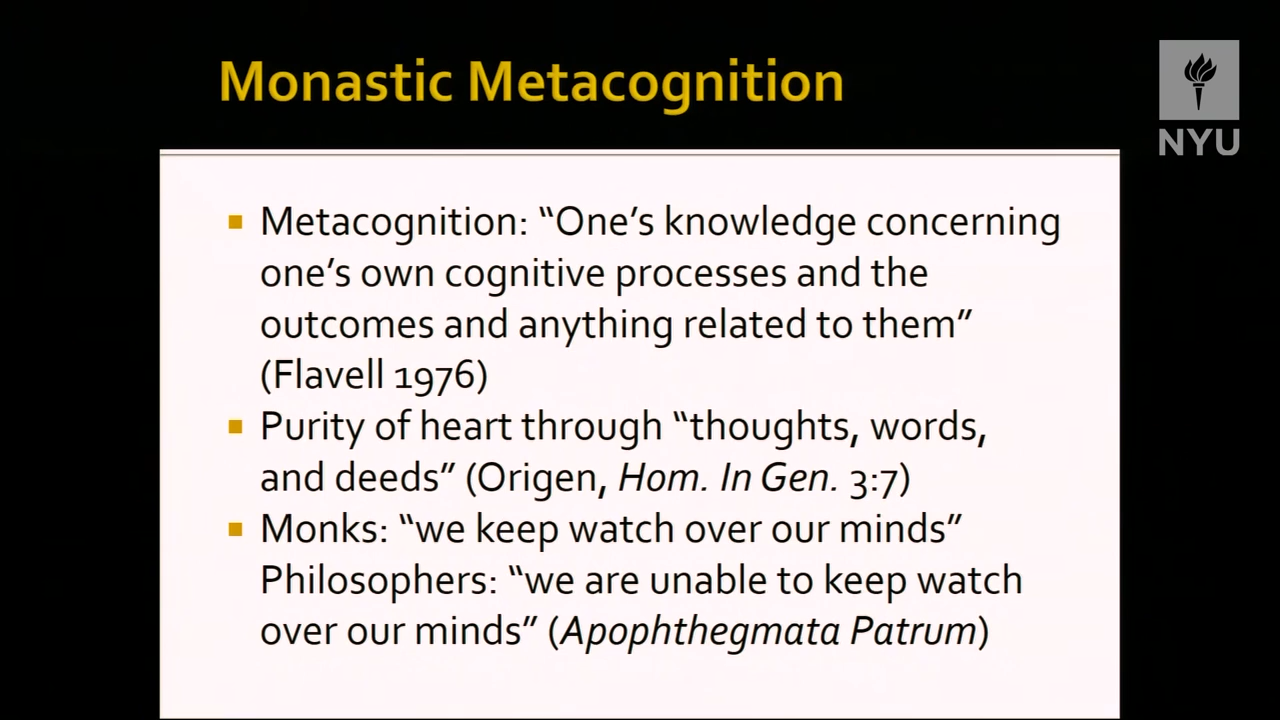 Monastic Metacognition
NYU
Metacognition: “One’s knowledge concerning
one’s own cognitive processes and the
outcomes and anything related to them”
(Flavell 1976)
Purity of heart through “thoughts, words,
and deeds” (Origen, Hom. In Gen. 3:7)
Monks: “we keep watch over our minds”
Philosophers: “we are unable to keep watch
over our minds” (Apophthegmata Patrum)